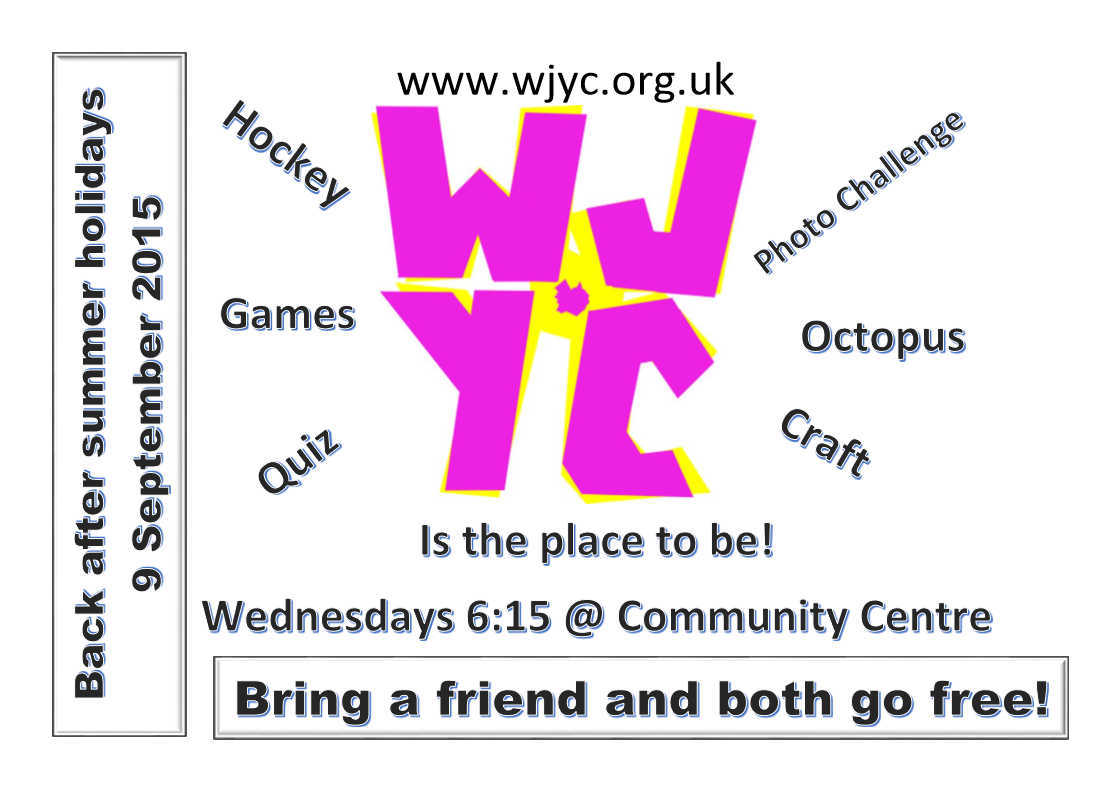 Back after summer holidays
9 September 2015
www.wjyc.org.uk
WJ
YC
Hockey
Photo Challenge
Games
Octopus
Quiz
Craft
Is the place to be!
Wednesdays 6:15 @ Community Centre
Bring a friend and both go free!